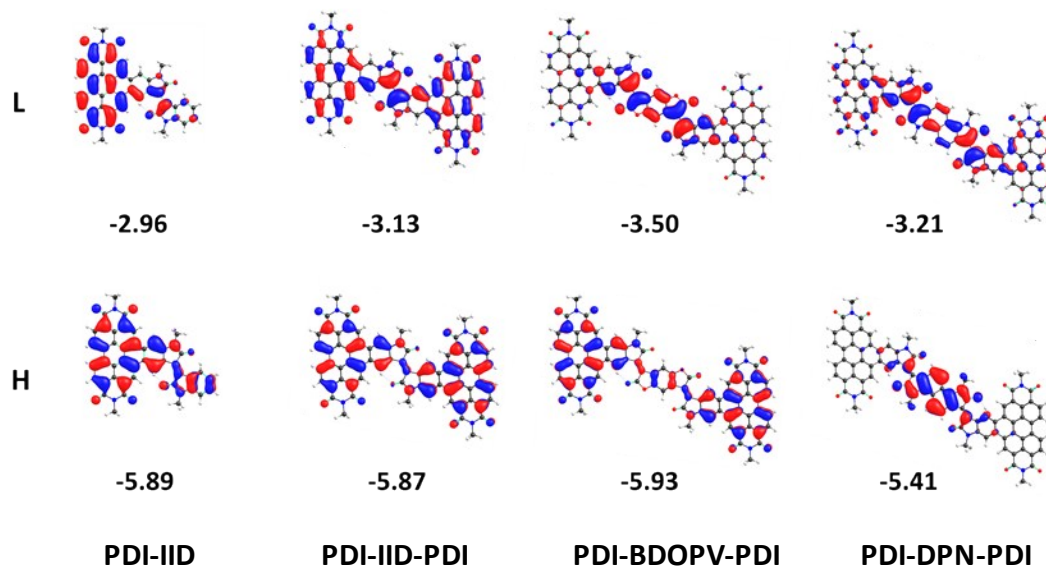 L
-2.96 -3.13 -3.50 -3.21
H
-5.89 -5.87 -5.93 -5.41
PDI-IID PDI-IID-PDI PDI-BDOPV-PDI PDI-DPN-PDI